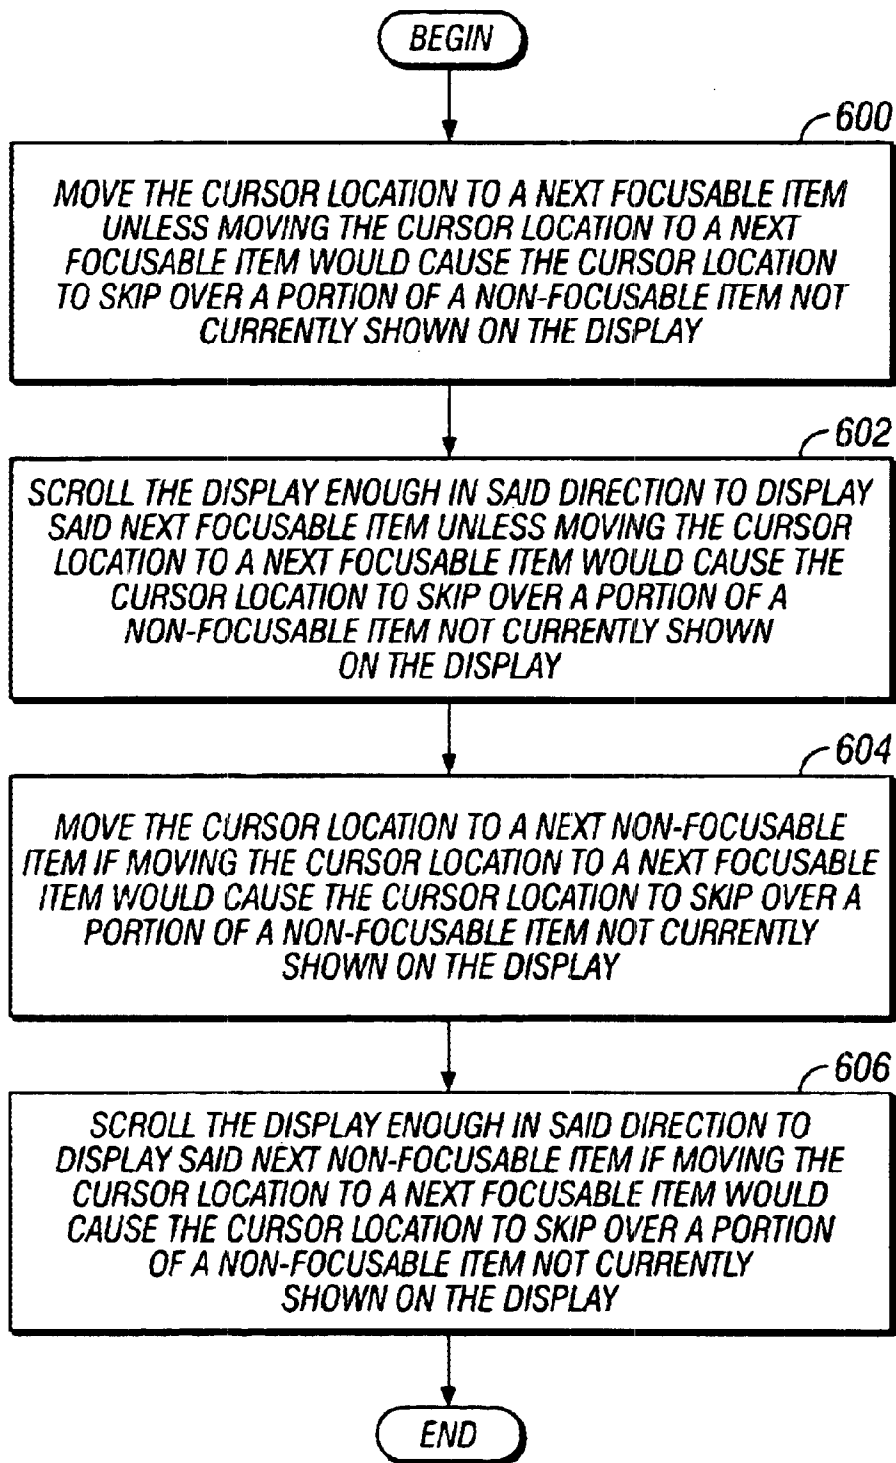 BEGIN
600
MOVE THE CURSOR LOCATION TO A NEXT FOCUSABLE ITEM
UNLESS MOVING THE CURSOR LOCATION TO A NEXT
FOCUSABLE ITEM WOULD CAUSE THE CURSOR LOCATION
TO SKIP OVER A PORTION OF A NON-FOCUSABLE ITEM NOT
CURRENTLY SHOWN ON THE DISPLAY
602
SCROLL THE DISPLAY ENOUGH IN SAID DIRECTION TO DISPLAY
SAID NEXT FOCUSABLE ITEM UNLESS MOVING THE CURSOR
LOCATION TO A NEXT FOCUSABLE ITEM WOULD CAUSE THE
CURSOR LOCATION TO SKIP OVER A PORTION OF A
NON-FOCUSABLE ITEM NOT CURRENTLY SHOWN
ON THE DISPLAY
604
MOVE THE CURSOR LOCATION TO A NEXT NON-FOCUSABLE
ITEM IF MOVING THE CURSOR LOCATION TO A NEXT FOCUSABLE
ITEM WOULD CAUSE THE CURSOR LOCATION TO SKIP OVER A
PORTION OF A NON-FOCUSABLE ITEM NOT CURRENTLY
SHOWN ON THE DISPLAY
606
SCROLL THE DISPLAY ENOUGH IN SAID DIRECTION TO
DISPLAY SAID NEXT NON-FOCUSABLE ITEM IF MOVING THE
CURSOR LOCATION TO A NEXT FOCUSABLE ITEM WOULD
CAUSE THE CURSOR LOCATION TO SKIP OVER A PORTION
OF A NON-FOCUSABLE ITEM NOT CURRENTLY
SHOWN ON THE DISPLAY
END